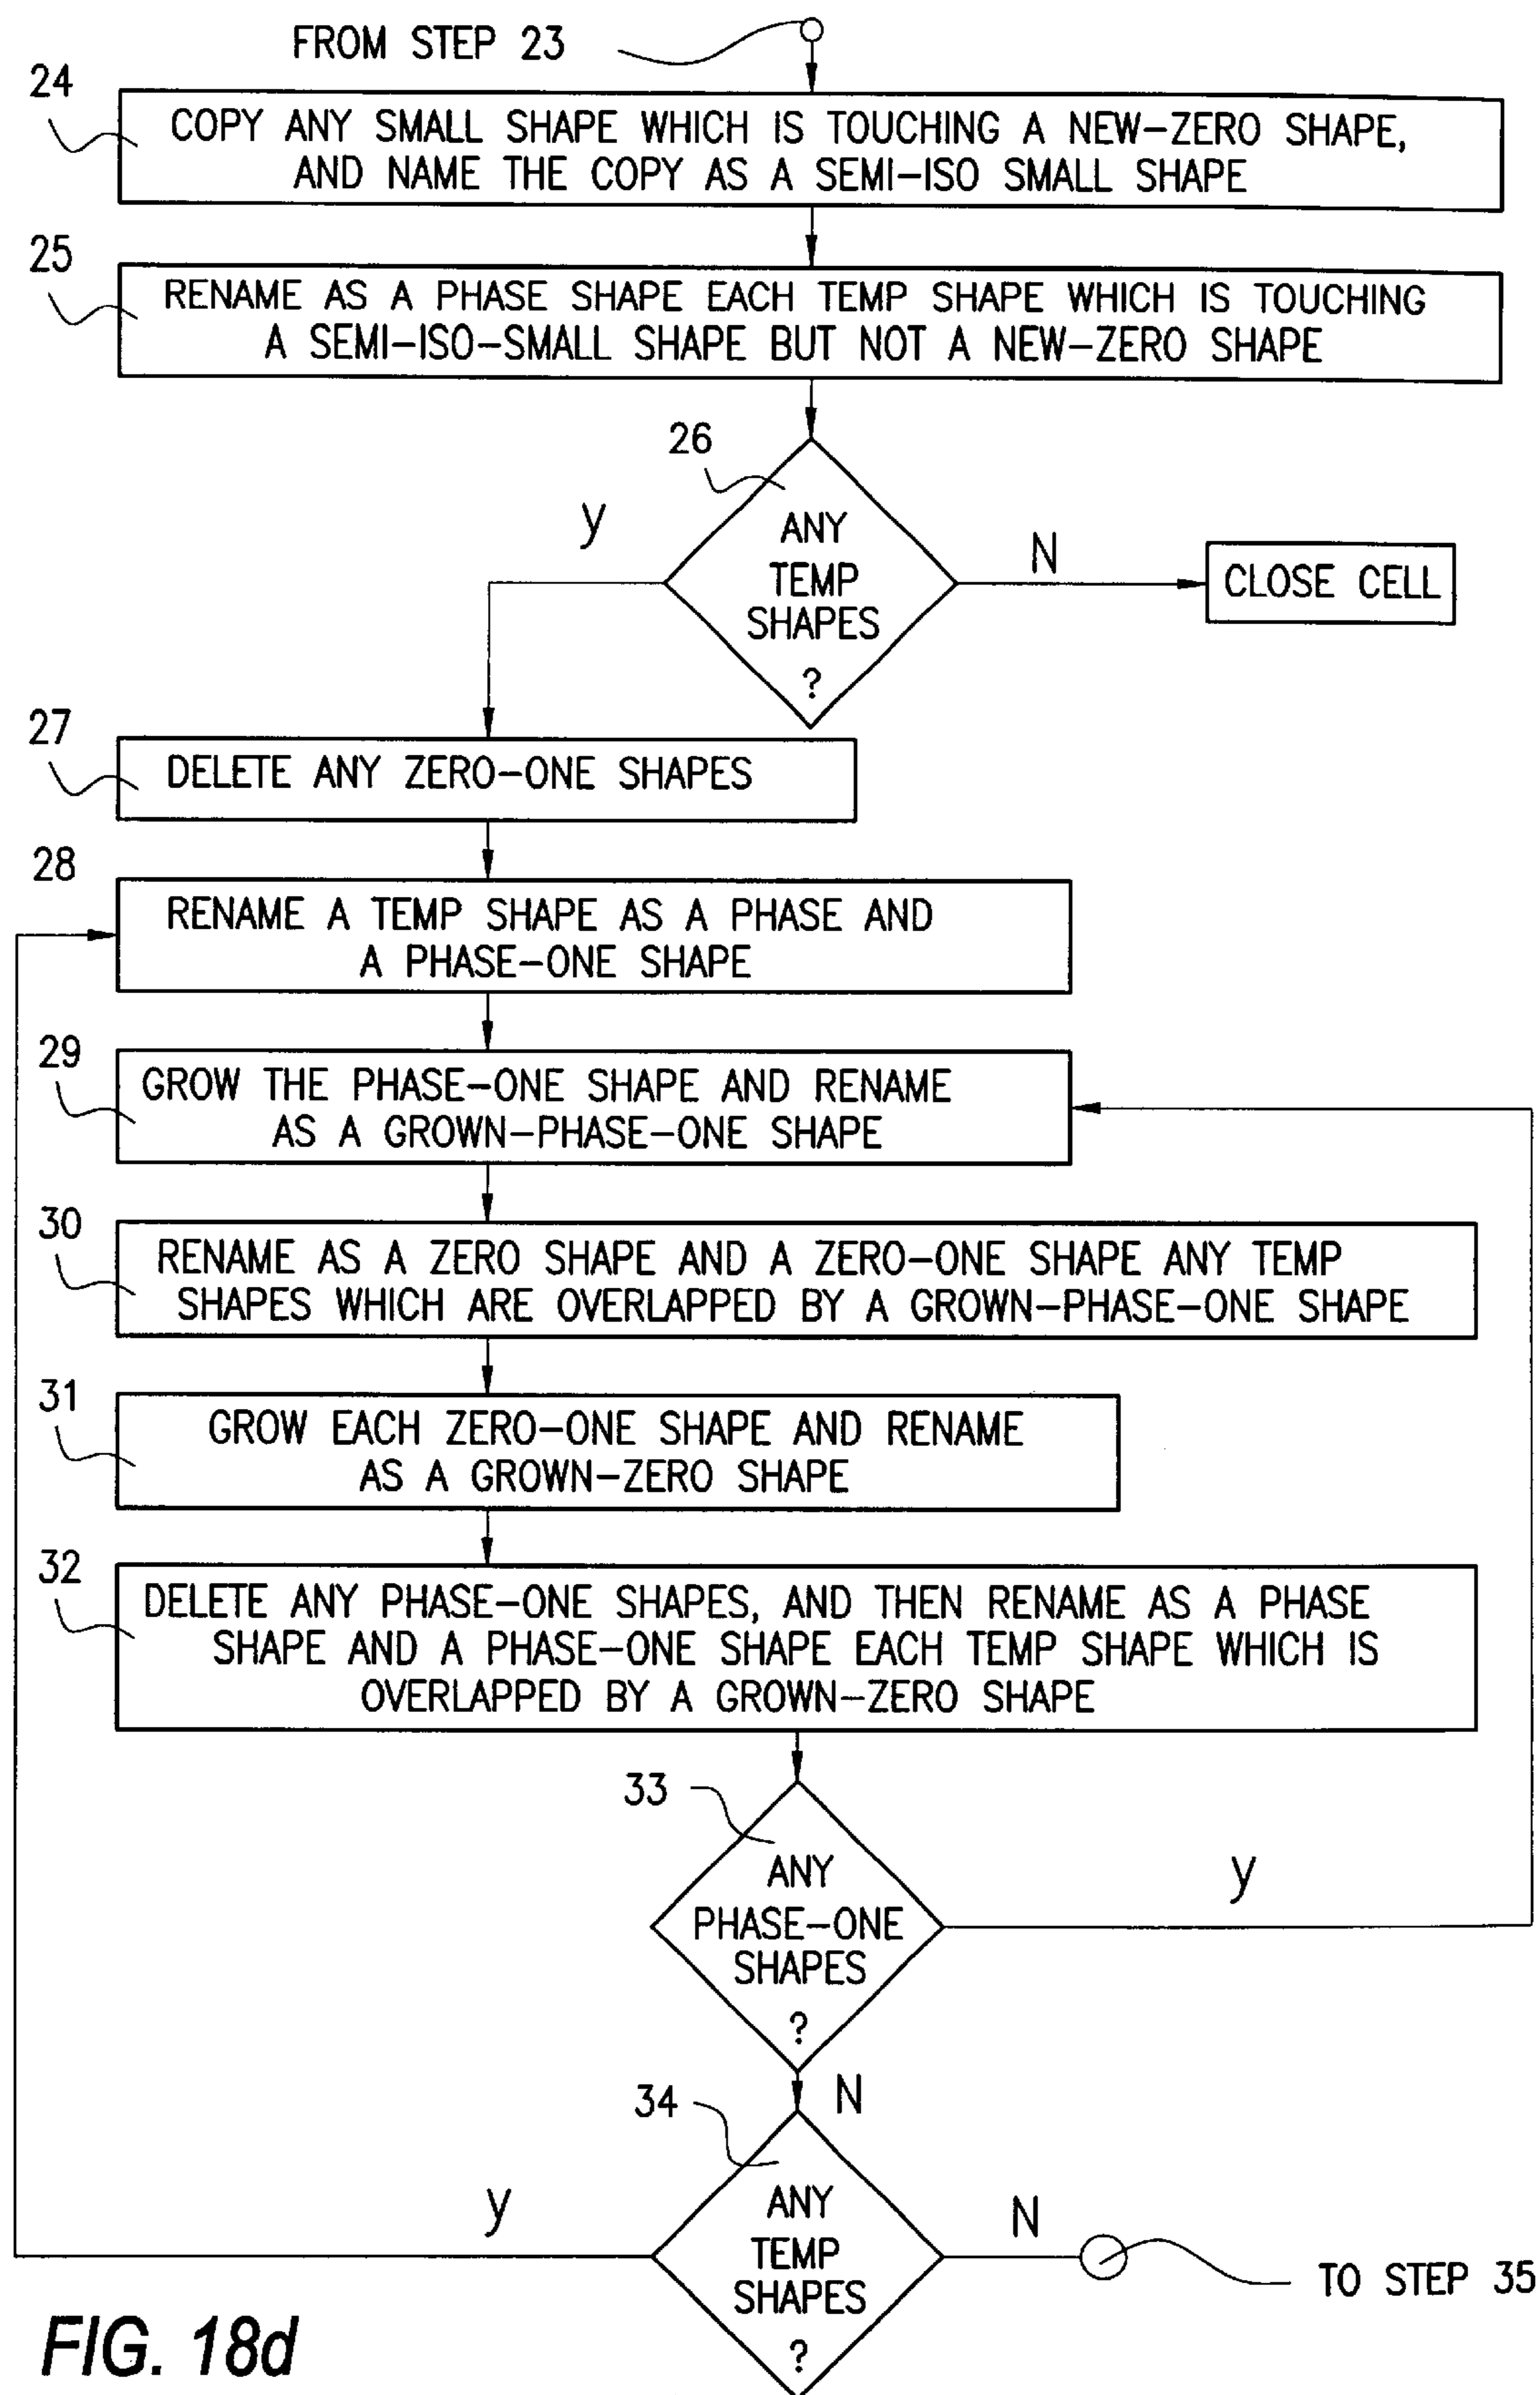 FROM STEP 23
24
COPY ANY SMALL SHAPE WHICH IS TOUCHING A NEW-ZERO SHAPE,
AND NAME THE COPY AS A SEMI-ISO SMALL SHAPE
25
RENAME AS A PHASE SHAPE EACH TEMP SHAPE WHICH IS TOUCHING
A SEMI-ISO-SMALL SHAPE BUT NOT A NEW-ZERO SHAPE
26
ANY
TEMP
SHAPES
?
y
N
CLOSE CELL
27
DELETE ANY ZERO-ONE SHAPES
28
RENAME A TEMP SHAPE AS A PHASE AND
A PHASE-ONE SHAPE
29
GROW THE PHASE-ONE SHAPE AND RENAME
AS A GROWN-PHASE-ONE SHAPE
30
RENAME AS A ZERO SHAPE AND A ZERO-ONE SHAPE ANY TEMP
SHAPES WHICH ARE OVERLAPPED BY A GROWN-PHASE-ONE SHAPE
31
GROW EACH ZERO-ONE SHAPE AND RENAME
AS A GROWN-ZERO SHAPE
32
DELETE ANY PHASE-ONE SHAPES, AND THEN RENAME AS A PHASE
SHAPE AND A PHASE-ONE SHAPE EACH TEMP SHAPE WHICH IS
OVERLAPPED BY A GROWN-ZERO SHAPE
33
ANY
PHASE-ONE
SHAPES
?
y
N
34
ANY
TEMP
SHAPES
?
y
N
TO STEP 35
FIG. 18d